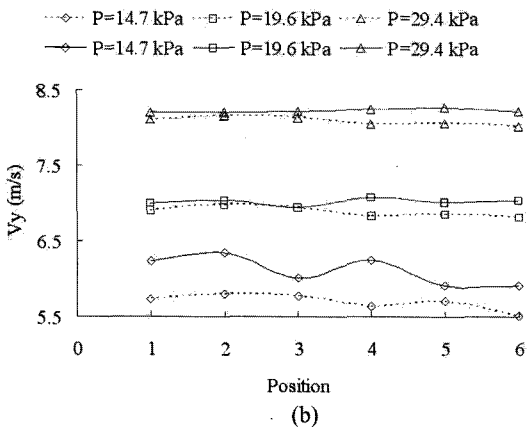 P=14.7 kPa P=19.6 kPa P=29.4 kPa
P=14.7 kPa P=19.6 kPa P=29.4 kPa
8.5
7.5
6.5
5.5
Vy (m/s)
0 1 2 3 4 5 6
Position
(b)